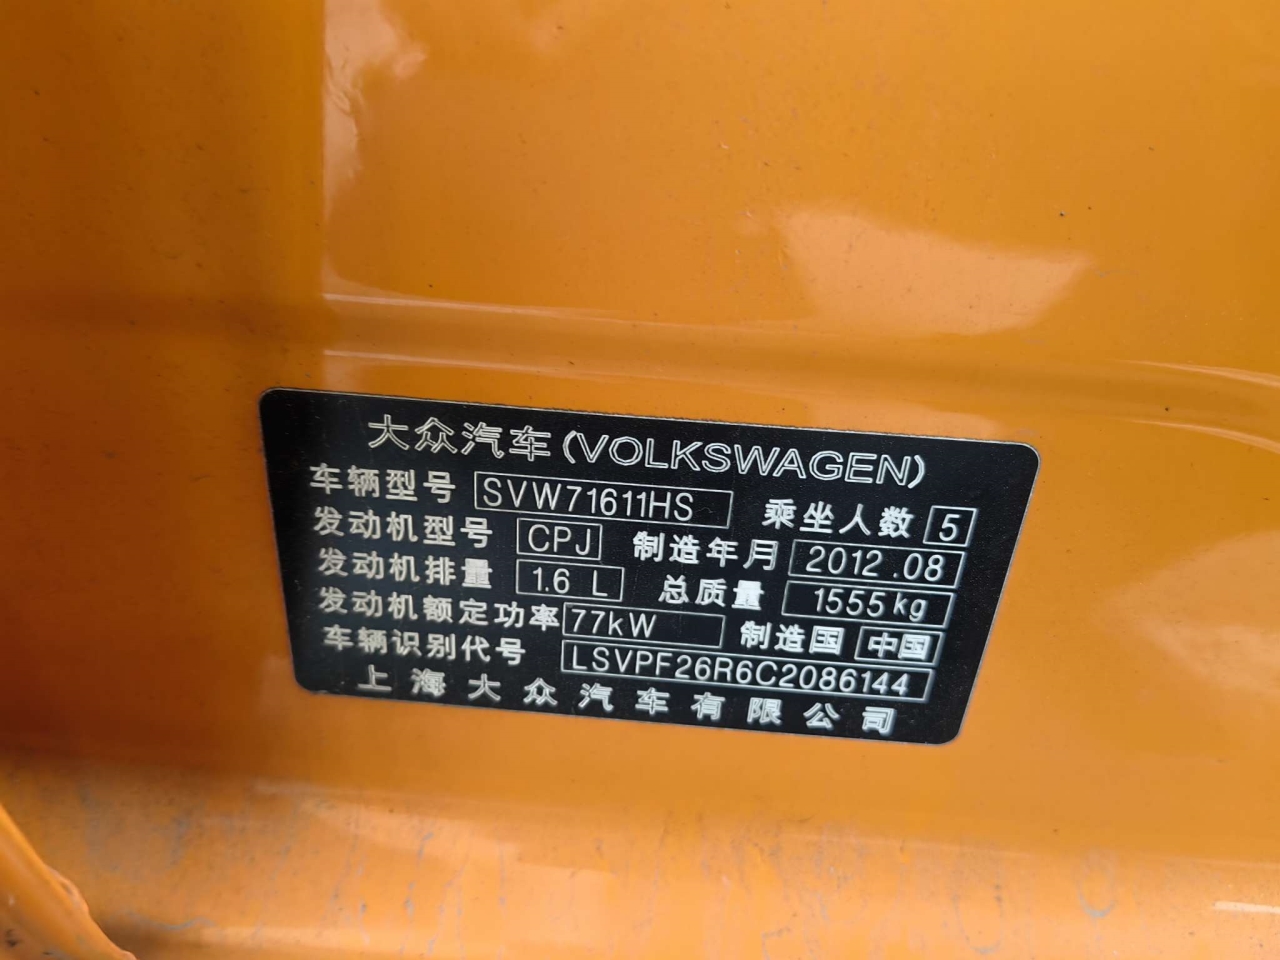 大众汽车(VOLKSWAGEN)
车辆型号 SVW71611HS 乘坐人数 5
发动机型号 CPJ 制造年月 2012.08
发动机排量 1.6 L 总质量 1555kg
发动机额定功率 77kW 制造国 中国
车辆识别代号 LSVPF26R6C2086144
上海大众汽车有限公司